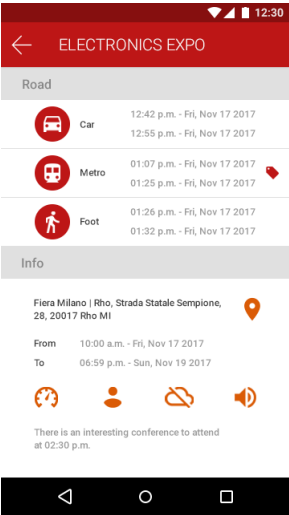 12:30
ELECTRONICS EXPO
Road
Car
12:42 p.m. - Fri, Nov 17 2017
12:55 p.m. - Fri, Nov 17 2017
Metro
01:07 p.m. - Fri, Nov 17 2017
01:25 p.m. - Fri, Nov 17 2017
Foot
01:26 p.m. - Fri, Nov 17 2017
01:32 p.m. - Fri, Nov 17 2017
Info
Fiera Milano | Rho, Strada Statale Sempione,
28, 20017 Rho MI
From 10:00 a.m. - Fri, Nov 17 2017
To 06:59 p.m. - Sun, Nov 19 2017
There is an interesting conference to attend
at 02:30 p.m.